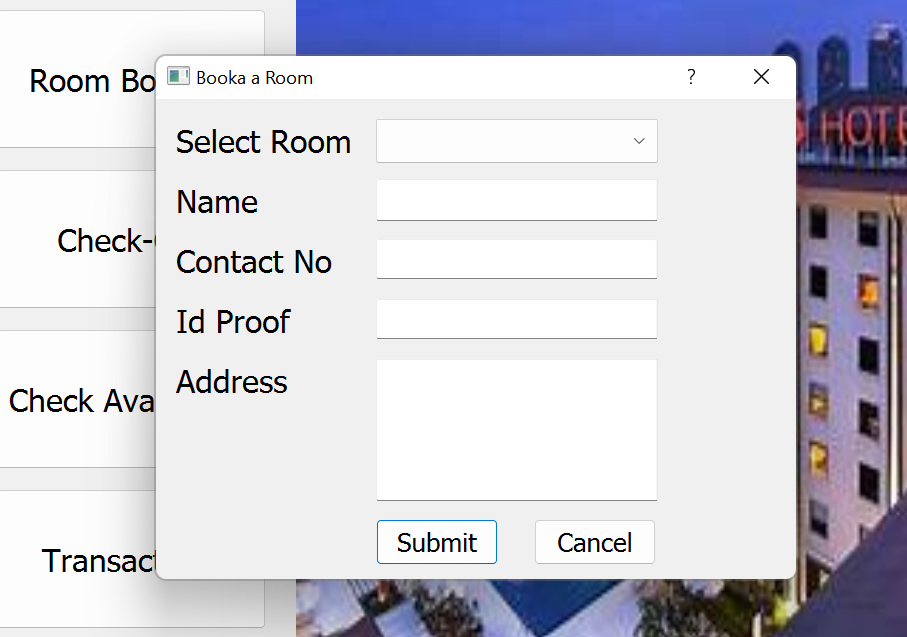 Booka a Room
?
Select Room
Name
Contact No
Id Proof
Address
Submit
Cancel
Room Bo
Check-
Check Ava
Transact
HOTE